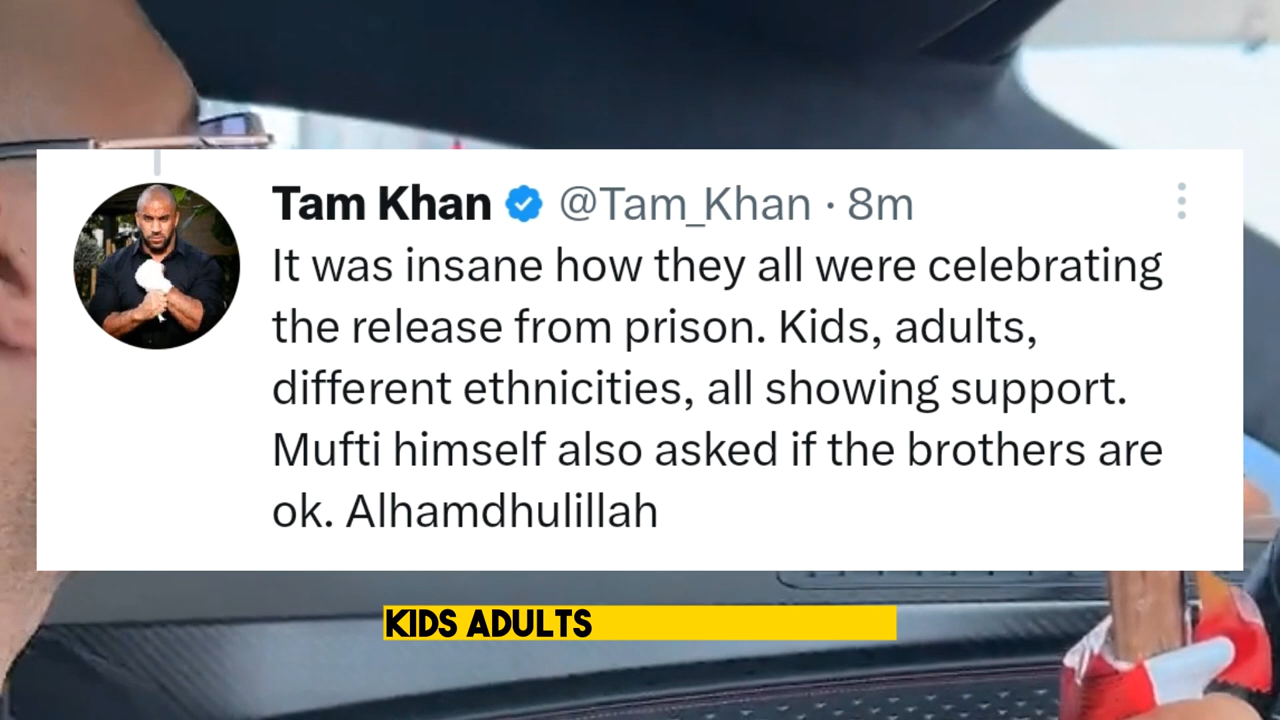 Tam Khan @Tam_Khan · 8m
It was insane how they all were celebrating
the release from prison. Kids, adults,
different ethnicities, all showing support.
Mufti himself also asked if the brothers are
ok. Alhamdhulillah
KIDS ADULTS